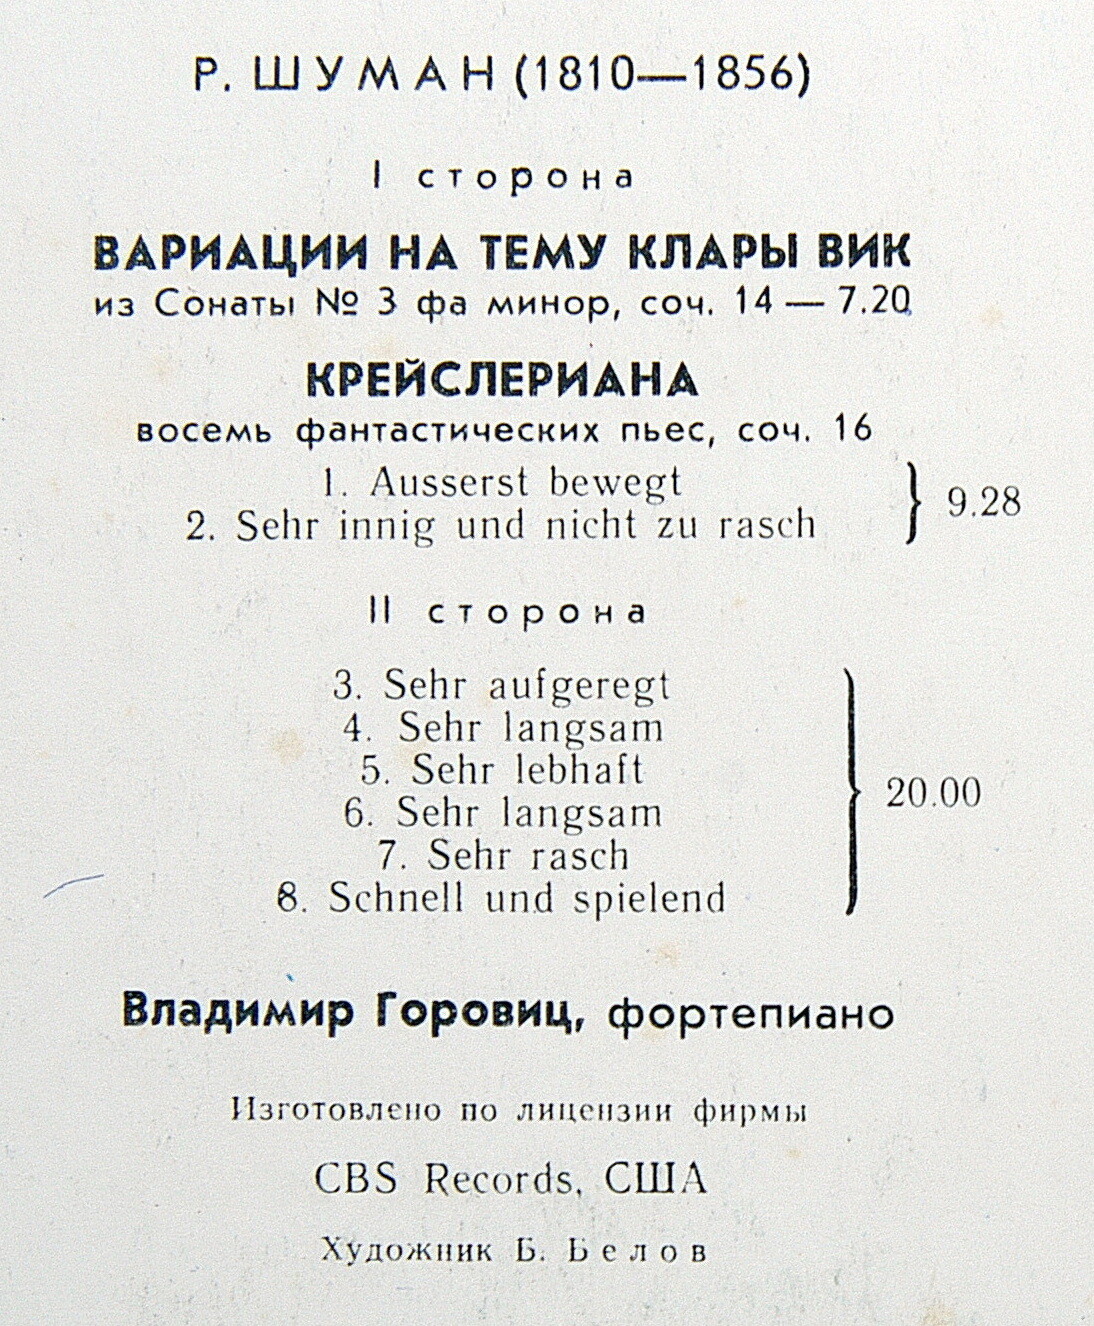 Р. ШУМАН (1810—1856)
I сторона
ВАРИАЦИИ НА ТЕМУ КЛАРЫ ВИК
из Сонаты № 3 фа минор, соч. 14 — 7.20
КРЕЙСЛЕРИАНА
восемь фантастических пьес, соч. 16
1. Ausserst bewegt
2. Sehr innig und nicht zu rasch
9.28
II сторона
3. Sehr aufgeregt
4. Sehr langsam
5. Sehr lebhaft
6. Sehr langsam
7. Sehr rasch
8. Schnell und spielend
20.00
Владимир Горовиц, фортепиано
Изготовлено по лицензии фирмы
CBS Records, США
Художник Б. Белов